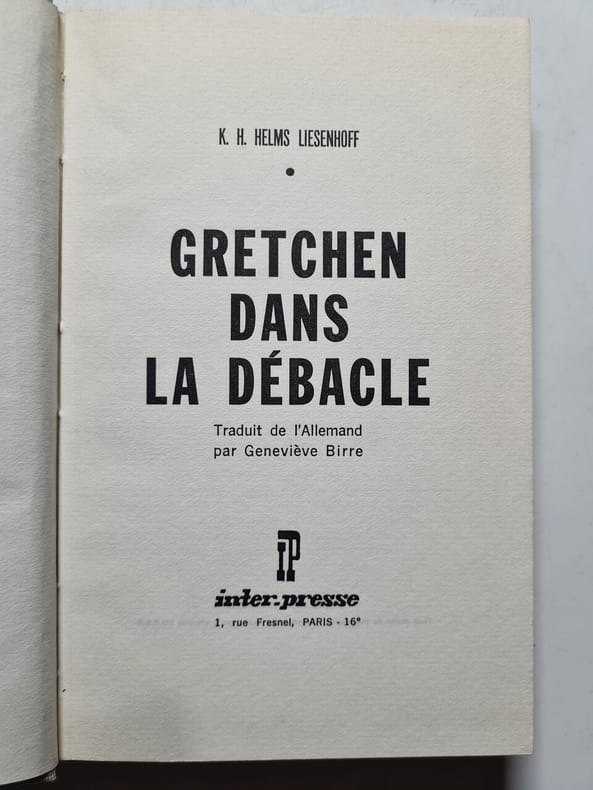 K. H. HELMS LIESENHOFF
GRETCHEN
DANS
LA DÉBACLE
Traduit de l'Allemand
par Geneviève Birre
IP
inter-presse
1, rue Fresnel, PARIS - 16e